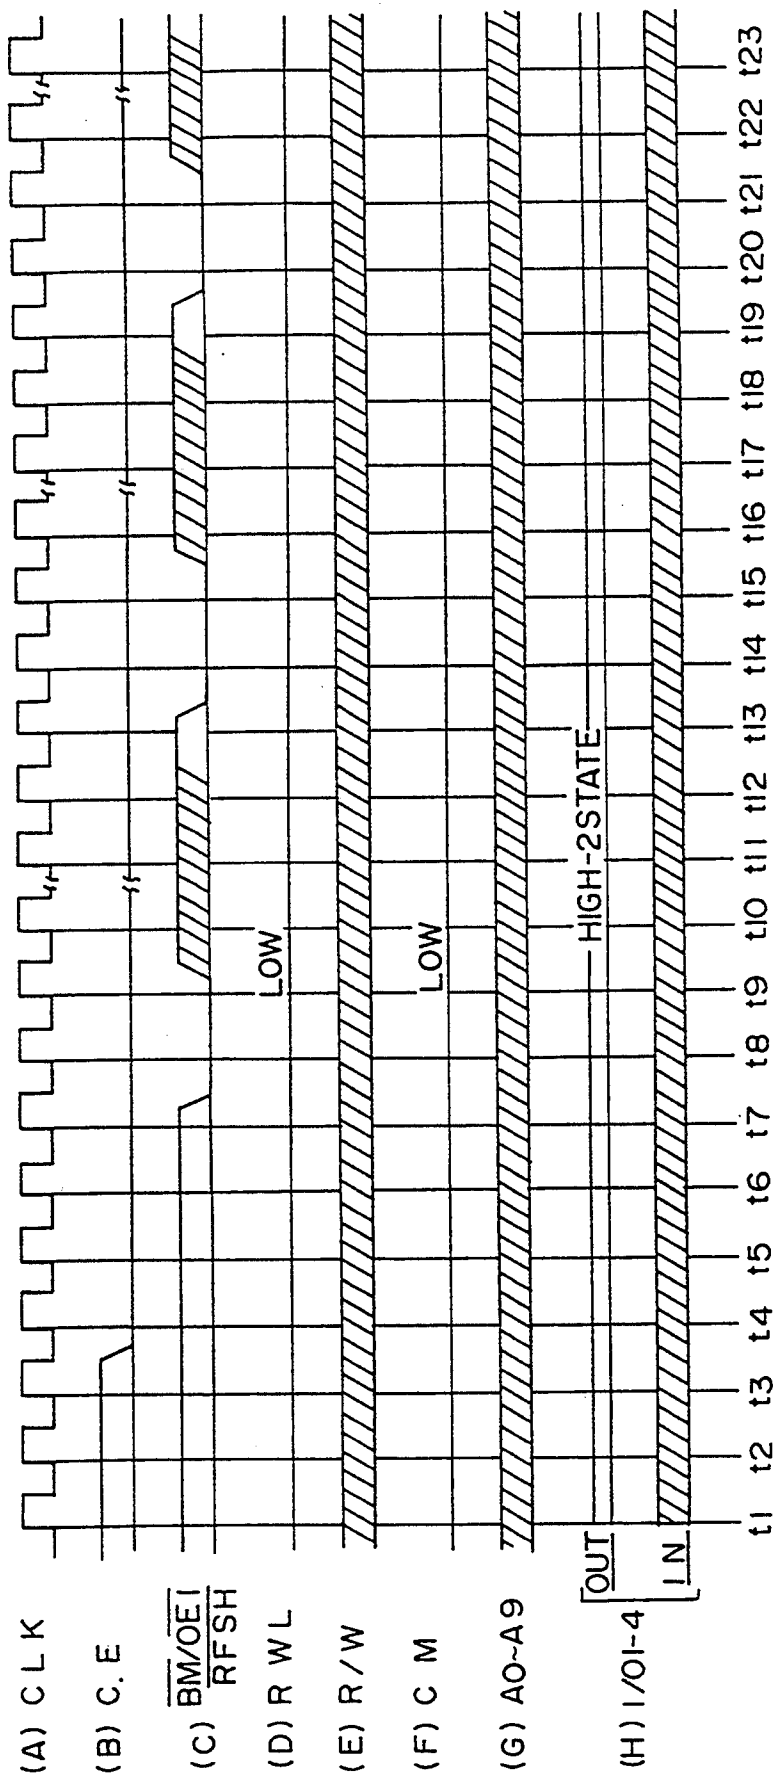 (A) CLK
(B) C.E
(C) BM/OE1
RFSH
(D) RWL
LOW
(E) R/W
(F) CM
LOW
(G) A0~A9
(H) I/O1-4
OUT
HIGH-2STATE
IN
t1 t2 t3 t4 t5 t6 t7 t8 t9 t10 t11 t12 t13 t14 t15 t16 t17 t18 t19 t20 t21 t22 t23